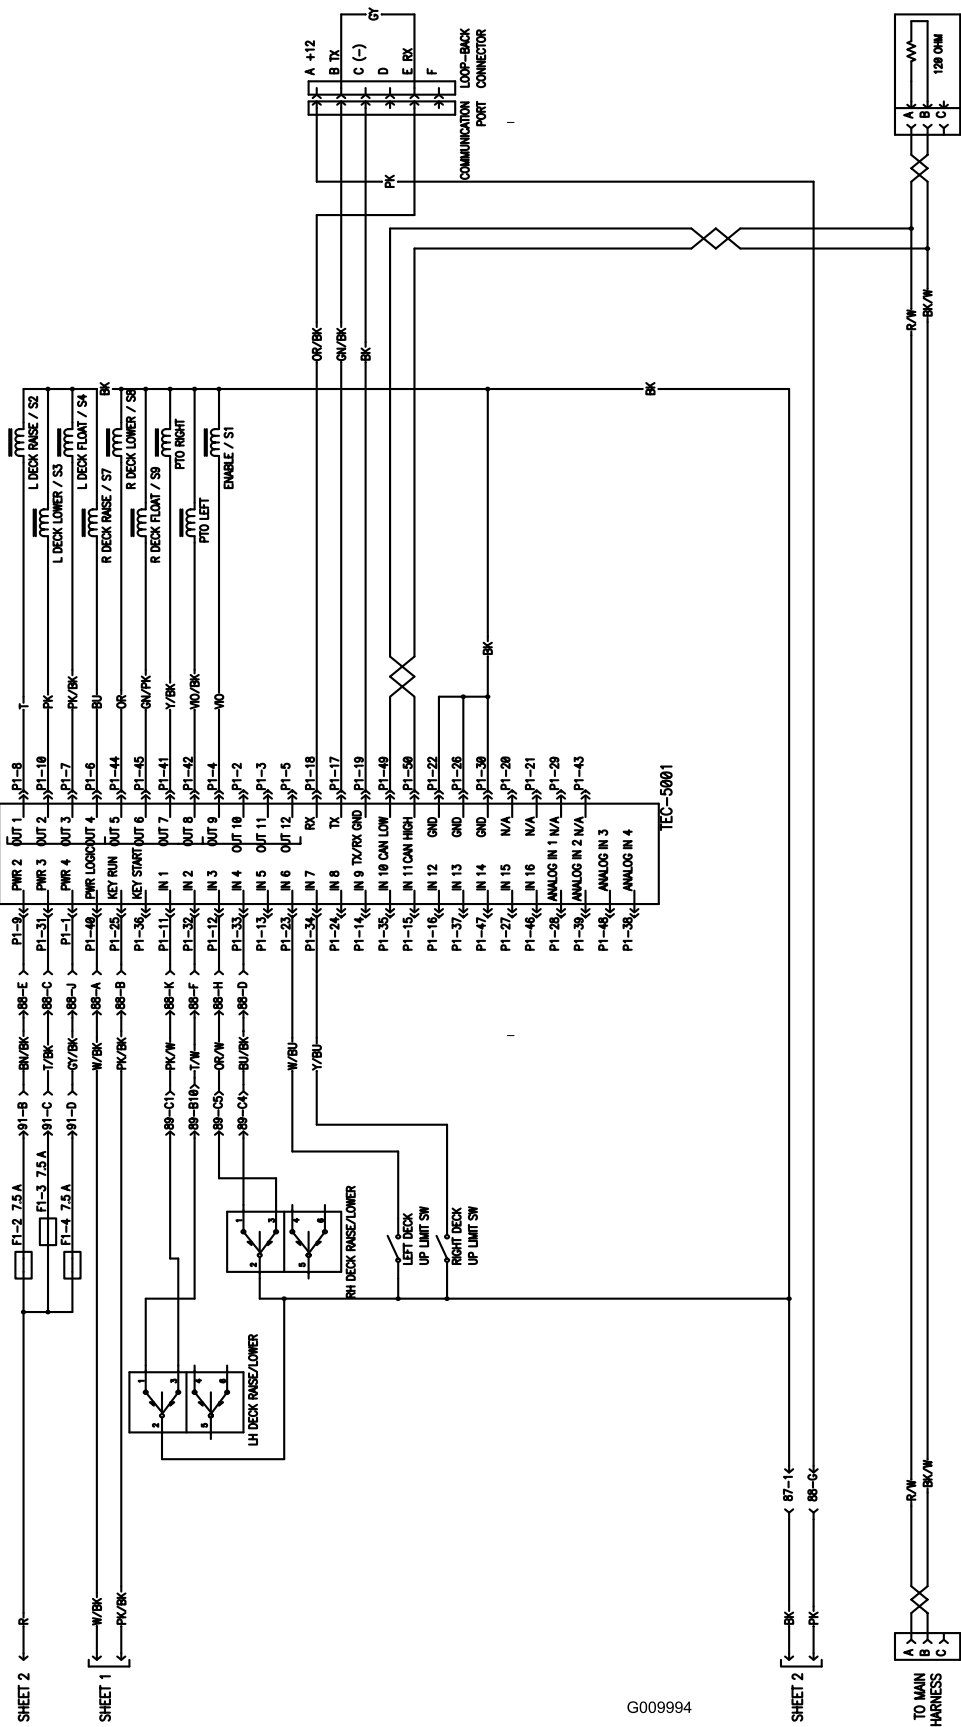 GY
A +12
B TX
C (-)
D
E RX
F
LOOP-BACK
CONNECTOR
COMMUNICATION
PORT
120 OHM
A
B
C
PK
OR/BK
GN/BK
BK
R/W
BK/W
BK
BK
BK
L DECK RAISE / S2
L DECK LOWER / S3
L DECK FLOAT / S4
R DECK RAISE / S7
R DECK LOWER / S8
R DECK FLOAT / S9
PTO RIGHT
PTO LEFT
ENABLE / S1
T
PK
PK/BK
BU
OR
GN/PK
Y/BK
VIO/BK
VIO
P1-8
P1-10
P1-7
P1-6
P1-44
P1-45
P1-41
P1-42
P1-4
P1-2
P1-3
P1-5
P1-18
P1-17
P1-19
P1-49
P1-50
P1-22
P1-26
P1-30
P1-20
P1-21
P1-29
P1-43
TEC-5001
PWR 2 OUT 1
PWR 3 OUT 2
PWR 4 OUT 3
PWR LOGIC OUT 4
KEY RUN OUT 5
KEY START OUT 6
IN 1 OUT 7
IN 2 OUT 8
IN 3 OUT 9
IN 4 OUT 10
IN 5 OUT 11
IN 6 OUT 12
IN 7 RX
IN 8 TX
IN 9 TX/RX GND
IN 10 CAN LOW
IN 11 CAN HIGH
IN 12 GND
IN 13 GND
IN 14 GND
IN 15 N/A
IN 16 N/A
ANALOG IN 1 N/A
ANALOG IN 2 N/A
ANALOG IN 3
ANALOG IN 4
P1-9
P1-31
P1-1
P1-40
P1-25
P1-36
P1-11
P1-32
P1-12
P1-33
P1-13
P1-23
P1-34
P1-24
P1-14
P1-35
P1-15
P1-16
P1-37
P1-47
P1-27
P1-46
P1-28
P1-39
P1-48
P1-38
88-E
88-C
88-J
88-A
88-B
88-K
88-F
88-H
88-D
BN/BK
T/BK
GY/BK
W/BK
PK/BK
PK/W
T/W
OR/W
BU/BK
W/BU
Y/BU
91-B
91-C
91-D
89-C1
89-B10
89-C5
89-C4
F1-2 7.5 A
F1-3 7.5 A
F1-4 7.5 A
1
3
2
4
6
5
RH DECK RAISE/LOWER
LEFT DECK
UP LIMIT SW
RIGHT DECK
UP LIMIT SW
1
3
2
4
6
5
LH DECK RAISE/LOWER
87-1
88-G
R/W
BK/W
R
W/BK
PK/BK
BK
PK
SHEET 2
SHEET 1
SHEET 2
A
B
C
TO MAIN
HARNESS
G009994